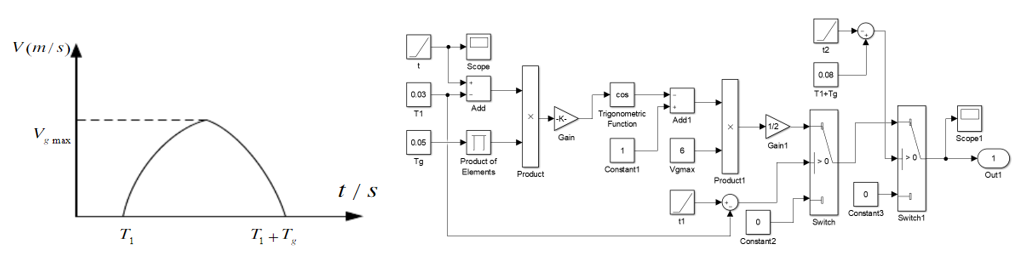 V(m/s)
V_g max
t / s
T_1
T_1 + T_g
t
Scope
0.03
T1
+
−
Add
0.05
Tg
∏
Product of
Elements
×
Product
-K-
Gain
cos
Trigonometric
Function
1
Constant1
−
+
Add1
6
Vgmax
×
Product1
1/2
Gain1
t1
0
Constant2
> 0
Switch
t2
0.08
T1+Tg
0
Constant3
> 0
Switch1
Scope1
1
Out1